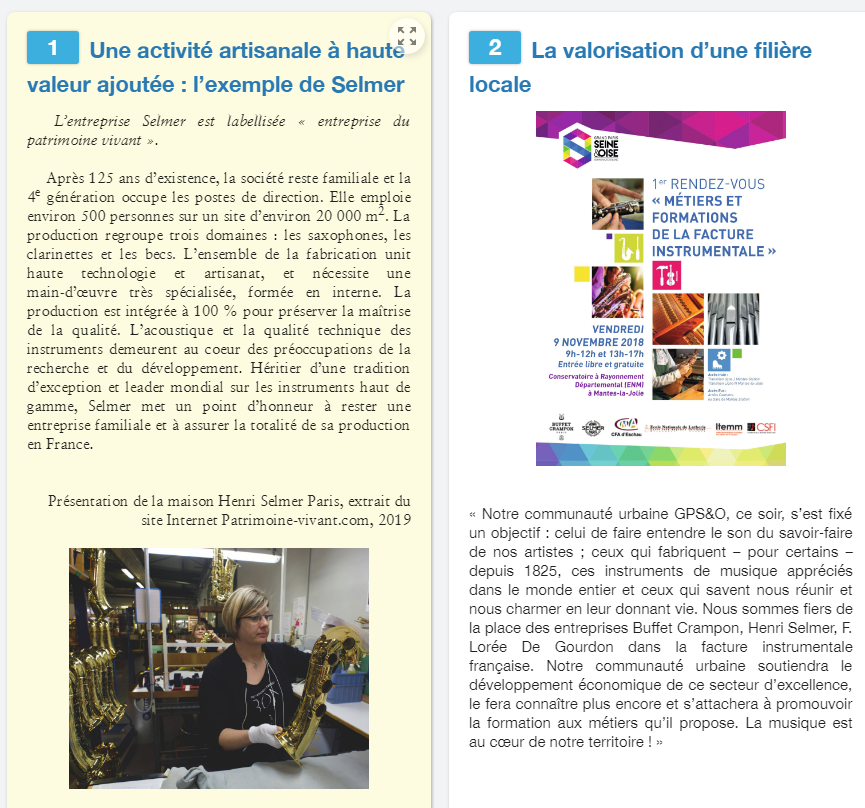 1 Une activité artisanale à haute
valeur ajoutée : l’exemple de Selmer
L’entreprise Selmer est labellisée « entreprise du
patrimoine vivant ».
Après 125 ans d’existence, la société reste familiale et la
4e génération occupe les postes de direction. Elle emploie
environ 500 personnes sur un site d’environ 20 000 m2. La
production regroupe trois domaines : les saxophones, les
clarinettes et les becs. L’ensemble de la fabrication unit
haute technologie et artisanat, et nécessite une
main-d’œuvre très spécialisée, formée en interne. La
production est intégrée à 100 % pour préserver la maîtrise
de la qualité. L’acoustique et la qualité technique des
instruments demeurent au coeur des préoccupations de la
recherche et du développement. Héritier d’une tradition
d’exception et leader mondial sur les instruments haut de
gamme, Selmer met un point d’honneur à rester une
entreprise familiale et à assurer la totalité de sa production
en France.
Présentation de la maison Henri Selmer Paris, extrait du
site Internet Patrimoine-vivant.com, 2019
2 La valorisation d’une filière
locale
GRAND PARIS
SEINE
&OISE
1er RENDEZ-VOUS
« MÉTIERS ET
FORMATIONS
DE LA FACTURE
INSTRUMENTALE »
VENDREDI
9 NOVEMBRE 2018
9h-12h et 13h-17h
Entrée libre et gratuite
Conservatoire à Rayonnement
Départemental (ENM)
à Mantes-la-Jolie
BUFFET
CRAMPON
SELMER
CMA
CFA d'Eschau
itemm
CSFI
« Notre communauté urbaine GPS&O, ce soir, s’est fixé
un objectif : celui de faire entendre le son du savoir-faire
de nos artistes ; ceux qui fabriquent – pour certains –
depuis 1825, ces instruments de musique appréciés
dans le monde entier et ceux qui savent nous réunir et
nous charmer en leur donnant vie. Nous sommes fiers de
la place des entreprises Buffet Crampon, Henri Selmer, F.
Lorée De Gourdon dans la facture instrumentale
française. Notre communauté urbaine soutiendra le
développement économique de ce secteur d’excellence,
le fera connaître plus encore et s’attachera à promouvoir
la formation aux métiers qu’il propose. La musique est
au cœur de notre territoire ! »